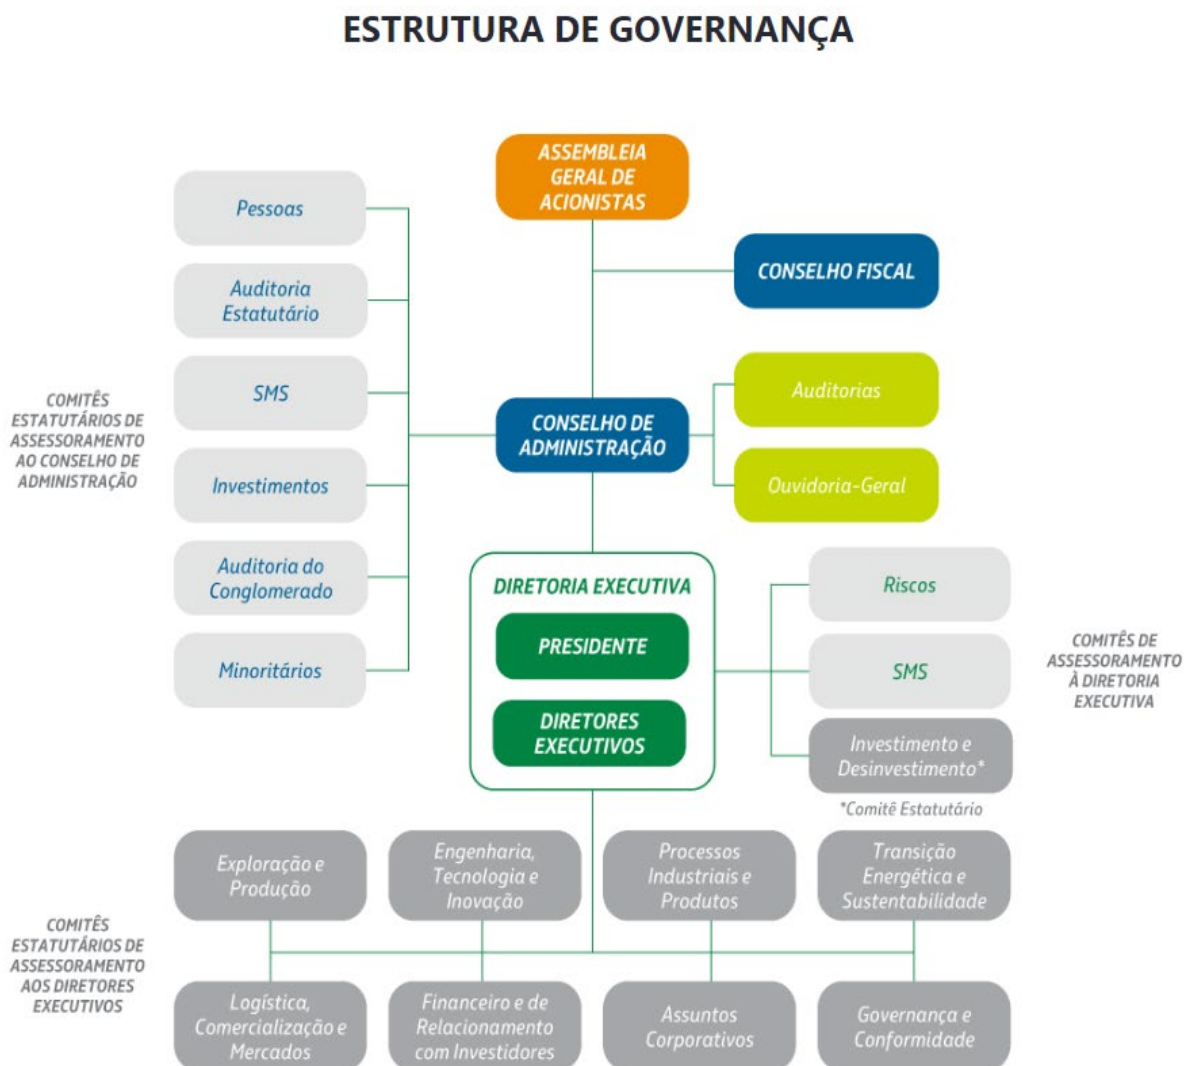 ESTRUTURA DE GOVERNANÇA
ASSEMBLEIA
GERAL DE
ACIONISTAS
CONSELHO FISCAL
Pessoas
Auditoria
Estatutário
SMS
Investimentos
Auditoria do
Conglomerado
Minoritários
COMITÊS
ESTATUTÁRIOS DE
ASSESSORAMENTO
AO CONSELHO DE
ADMINISTRAÇÃO
CONSELHO DE
ADMINISTRAÇÃO
Auditorias
Ouvidoria-Geral
DIRETORIA EXECUTIVA
PRESIDENTE
DIRETORES
EXECUTIVOS
Riscos
SMS
Investimento e
Desinvestimento*
*Comitê Estatutário
COMITÊS DE
ASSESSORAMENTO
À DIRETORIA
EXECUTIVA
COMITÊS
ESTATUTÁRIOS DE
ASSESSORAMENTO
AOS DIRETORES
EXECUTIVOS
Exploração e
Produção
Engenharia,
Tecnologia e
Inovação
Processos
Industriais e
Produtos
Transição
Energética e
Sustentabilidade
Logística,
Comercialização e
Mercados
Financeiro e de
Relacionamento
com Investidores
Assuntos
Corporativos
Governança e
Conformidade